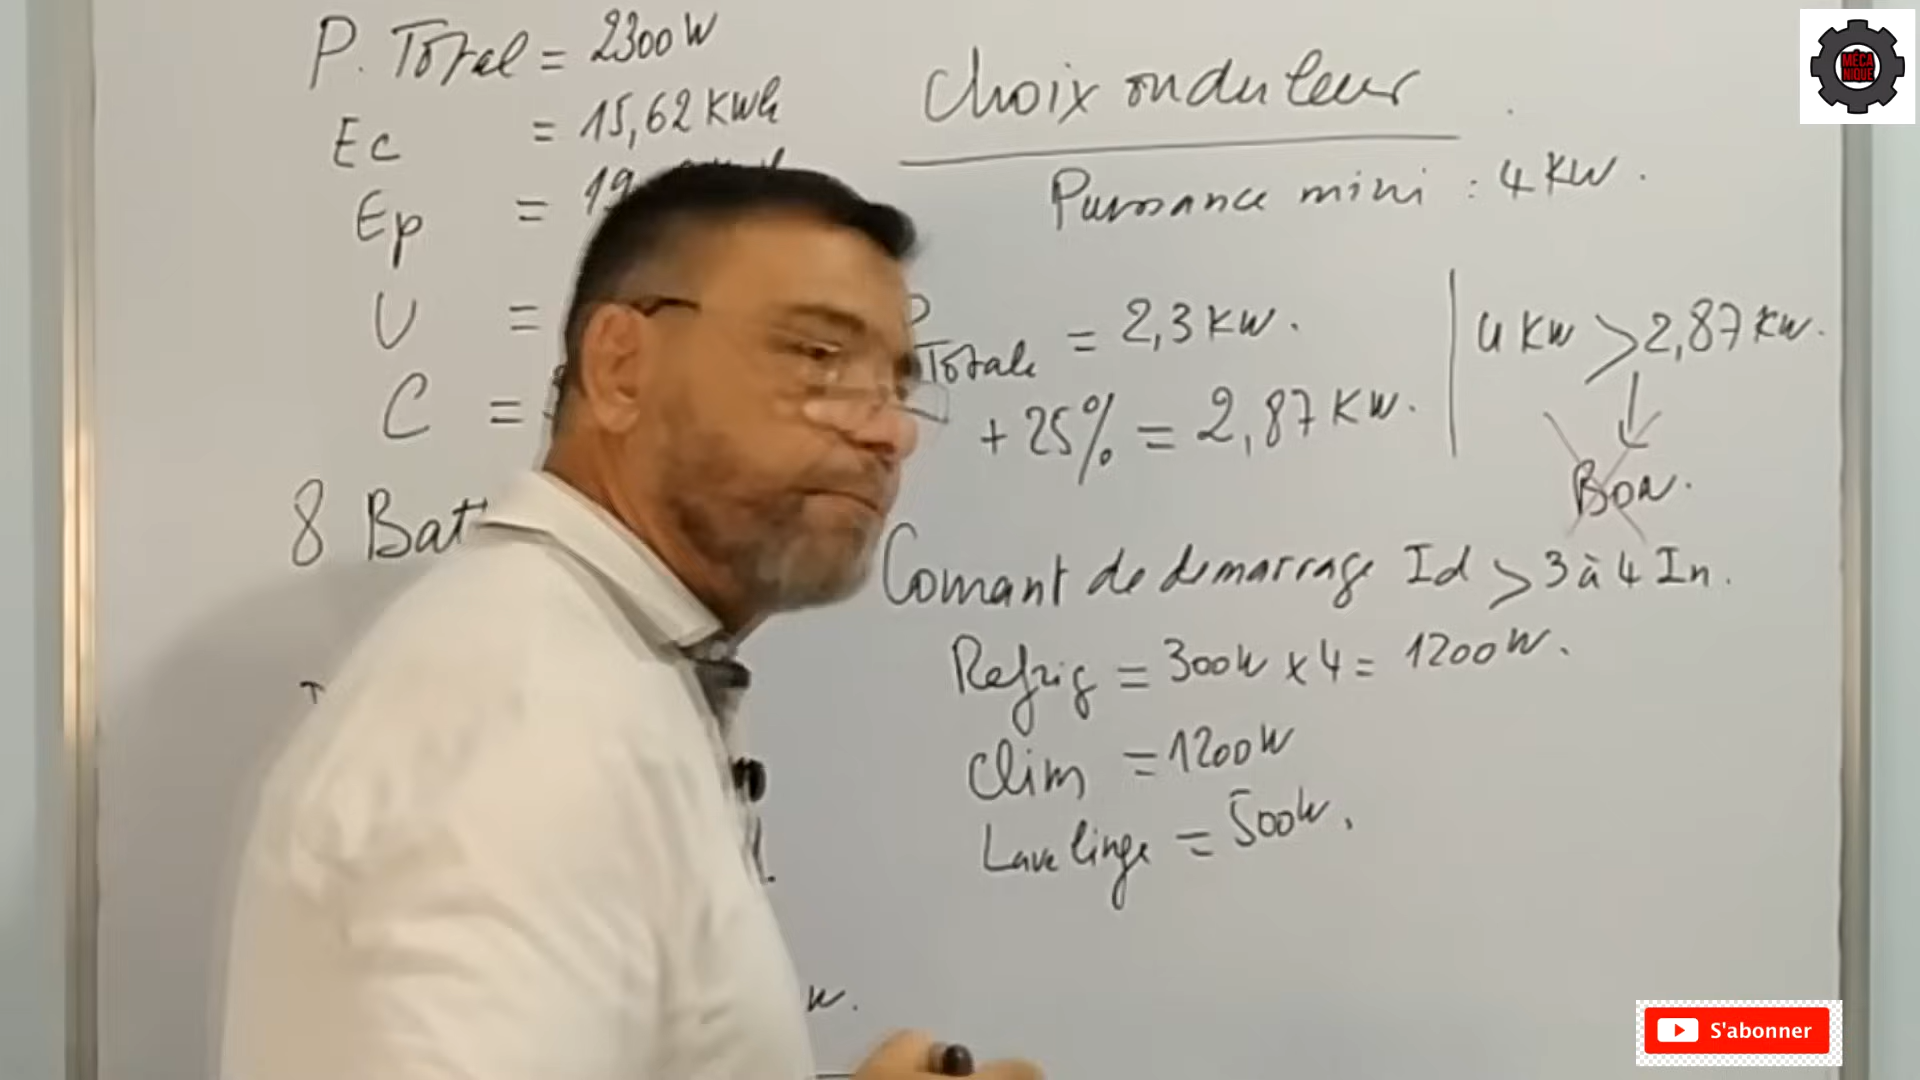 P. Total = 2300 W
Ec = 15,62 KWh
Ep = 19
U =
C =
8 Bat
Choix onduleur
Puissance mini : 4 KW.
P Totale = 2,3 KW.
+ 25% = 2,87 KW.
4 KW > 2,87 KW.
Bon.
Courant de demarrage Id > 3 à 4 In.
Refrig = 300W x 4 = 1200 W.
Clim = 1200 W
Lave linge = 500W.
w.
MÉCA
NIQUE
S'abonner